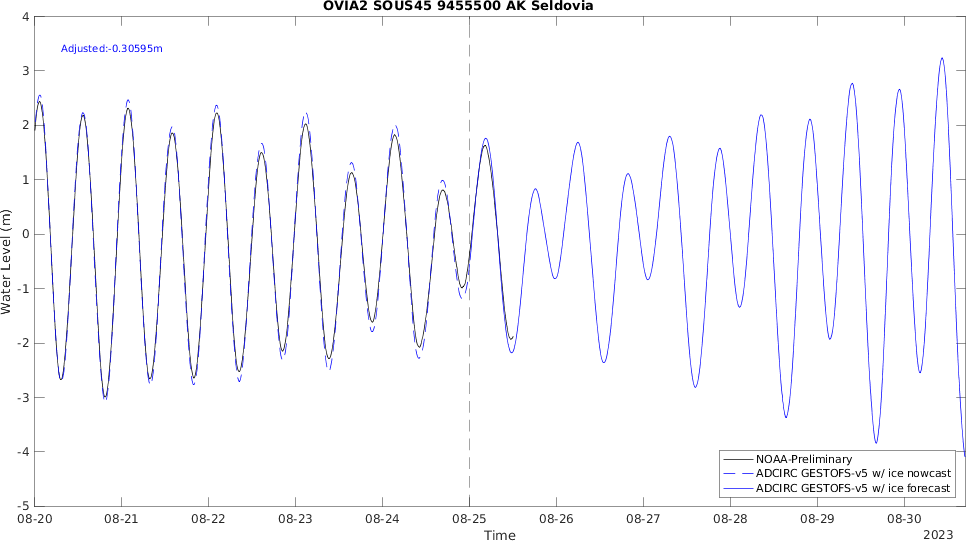 OVIA2 SOUS45 9455500 AK Seldovia
Adjusted:-0.30595m
4
3
2
1
0
-1
-2
-3
-4
-5
Water Level (m)
NOAA-Preliminary
ADCIRC GESTOFS-v5 w/ ice nowcast
ADCIRC GESTOFS-v5 w/ ice forecast
08-20 08-21 08-22 08-23 08-24 08-25 08-26 08-27 08-28 08-29 08-30
Time
2023